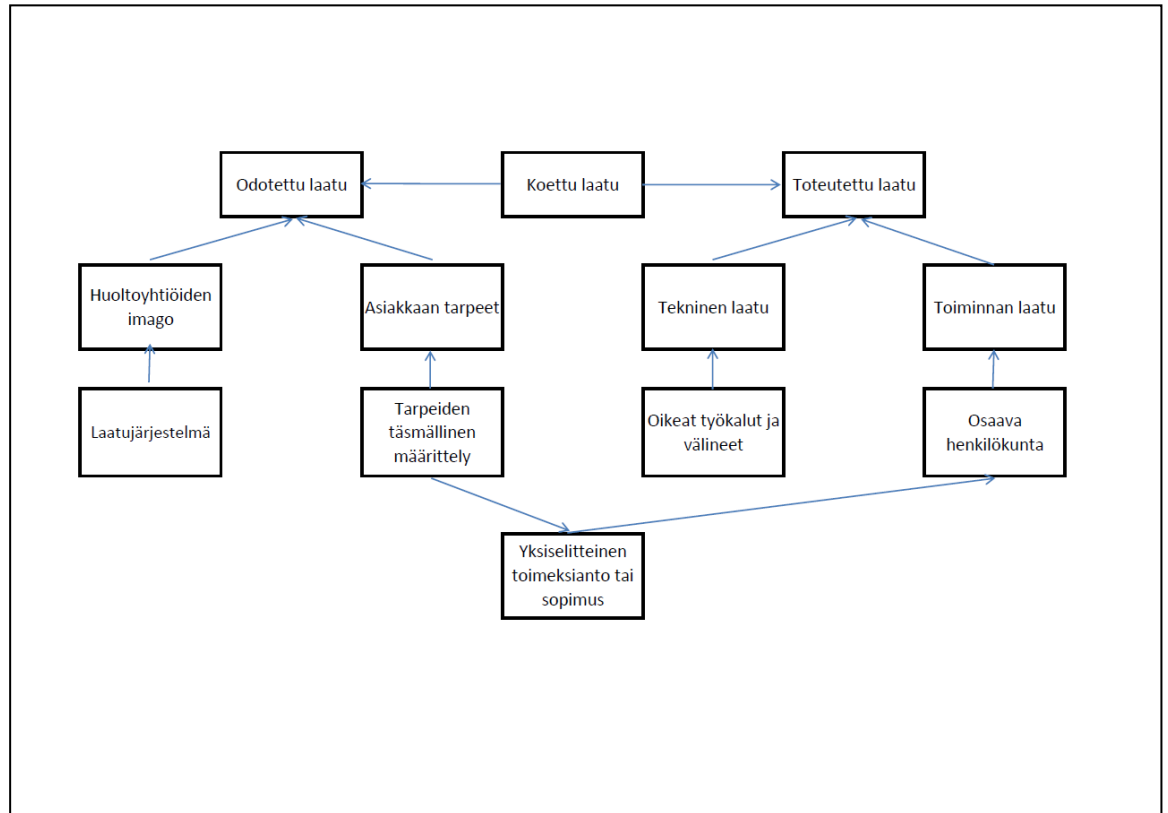 Odotettu laatu
Koettu laatu
Toteutettu laatu
Huoltoyhtiöiden
imago
Asiakkaan tarpeet
Tekninen laatu
Toiminnan laatu
Laatujärjestelmä
Tarpeiden
täsmällinen
määrittely
Oikeat työkalut ja
välineet
Osaava
henkilökunta
Yksiselitteinen
toimeksianto tai
sopimus